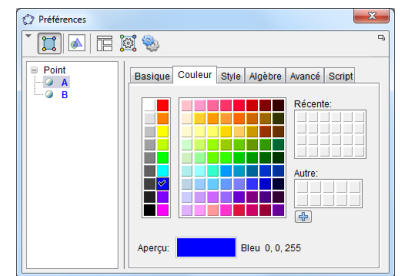 Préférences
Point
A
B
Basique Couleur Style Algèbre Avancé Script
Récente:
Autre:
Aperçu: Bleu 0, 0, 255